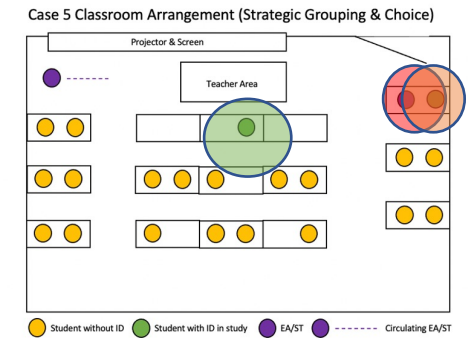 Case 5 Classroom Arrangement (Strategic Grouping & Choice)
Projector & Screen
Teacher Area
Student without ID
Student with ID in study
EA/ST
Circulating EA/ST